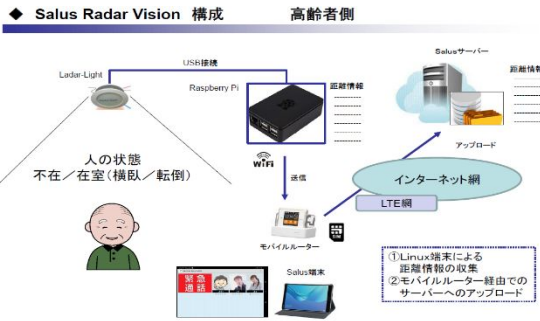 ◆ Salus Radar Vision 構成　高齢者側
Salusサーバー
USB接続
Ladar-Light
Raspberry Pi
距離情報
距離情報
人の状態
不在／在室（横臥／転倒）
WiFi
送信
アップロード
インターネット網
LTE網
モバイルルーター
SIM
緊急
通話
Salus端末
①Linux端末による
距離情報の収集
②モバイルルーター経由での
サーバーへのアップロード